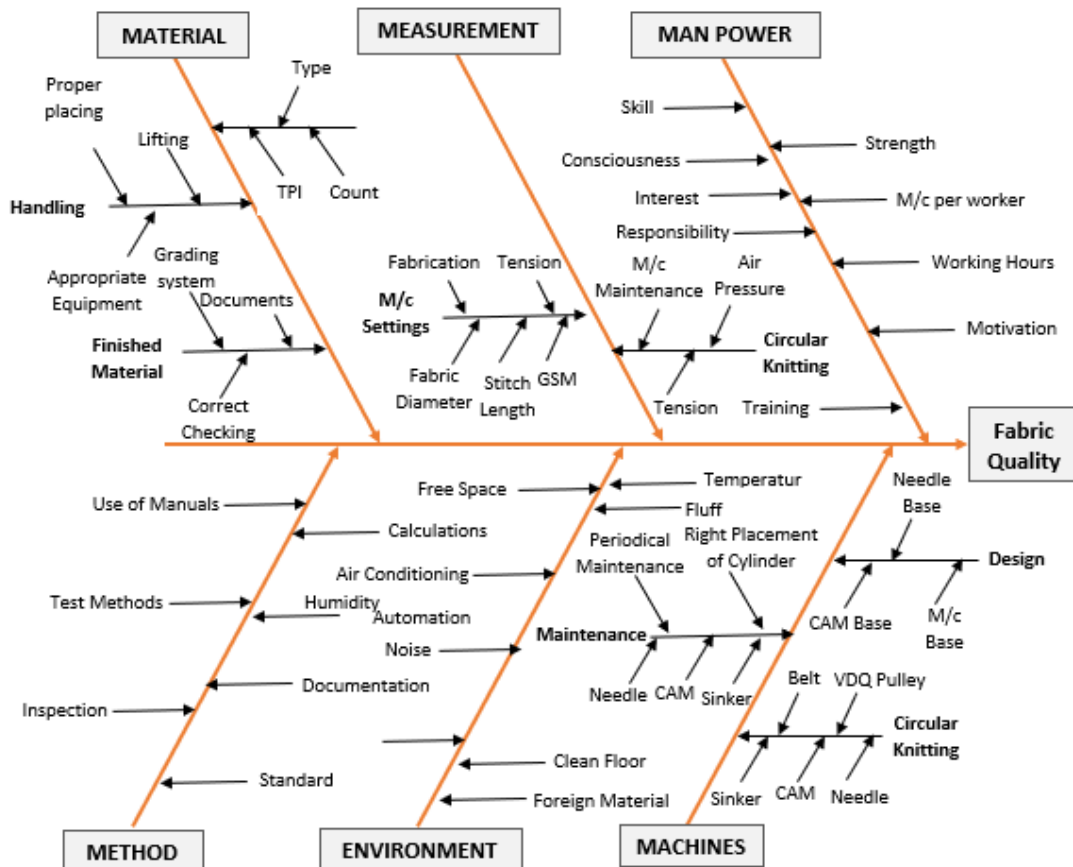 MATERIAL
MEASUREMENT
MAN POWER
Type
Proper
placing
Lifting
TPI
Count
Handling
Appropriate
Equipment
Grading
system
Documents
Finished
Material
Correct
Checking
Fabrication
Tension
M/c
Settings
Fabric
Diameter
Stitch
Length
GSM
M/c
Maintenance
Air
Pressure
Circular
Knitting
Tension
Skill
Strength
Consciousness
Interest
M/c per worker
Responsibility
Working Hours
Motivation
Training
Fabric
Quality
Use of Manuals
Calculations
Test Methods
Automation
Documentation
Inspection
Standard
Free Space
Temperatur
Fluff
Air Conditioning
Humidity
Noise
Clean Floor
Foreign Material
Periodical
Maintenance
Right Placement
of Cylinder
Maintenance
Needle
CAM
Sinker
Needle
Base
Design
CAM Base
M/c
Base
Belt
VDQ Pulley
Circular
Knitting
Sinker
CAM
Needle
METHOD
ENVIRONMENT
MACHINES